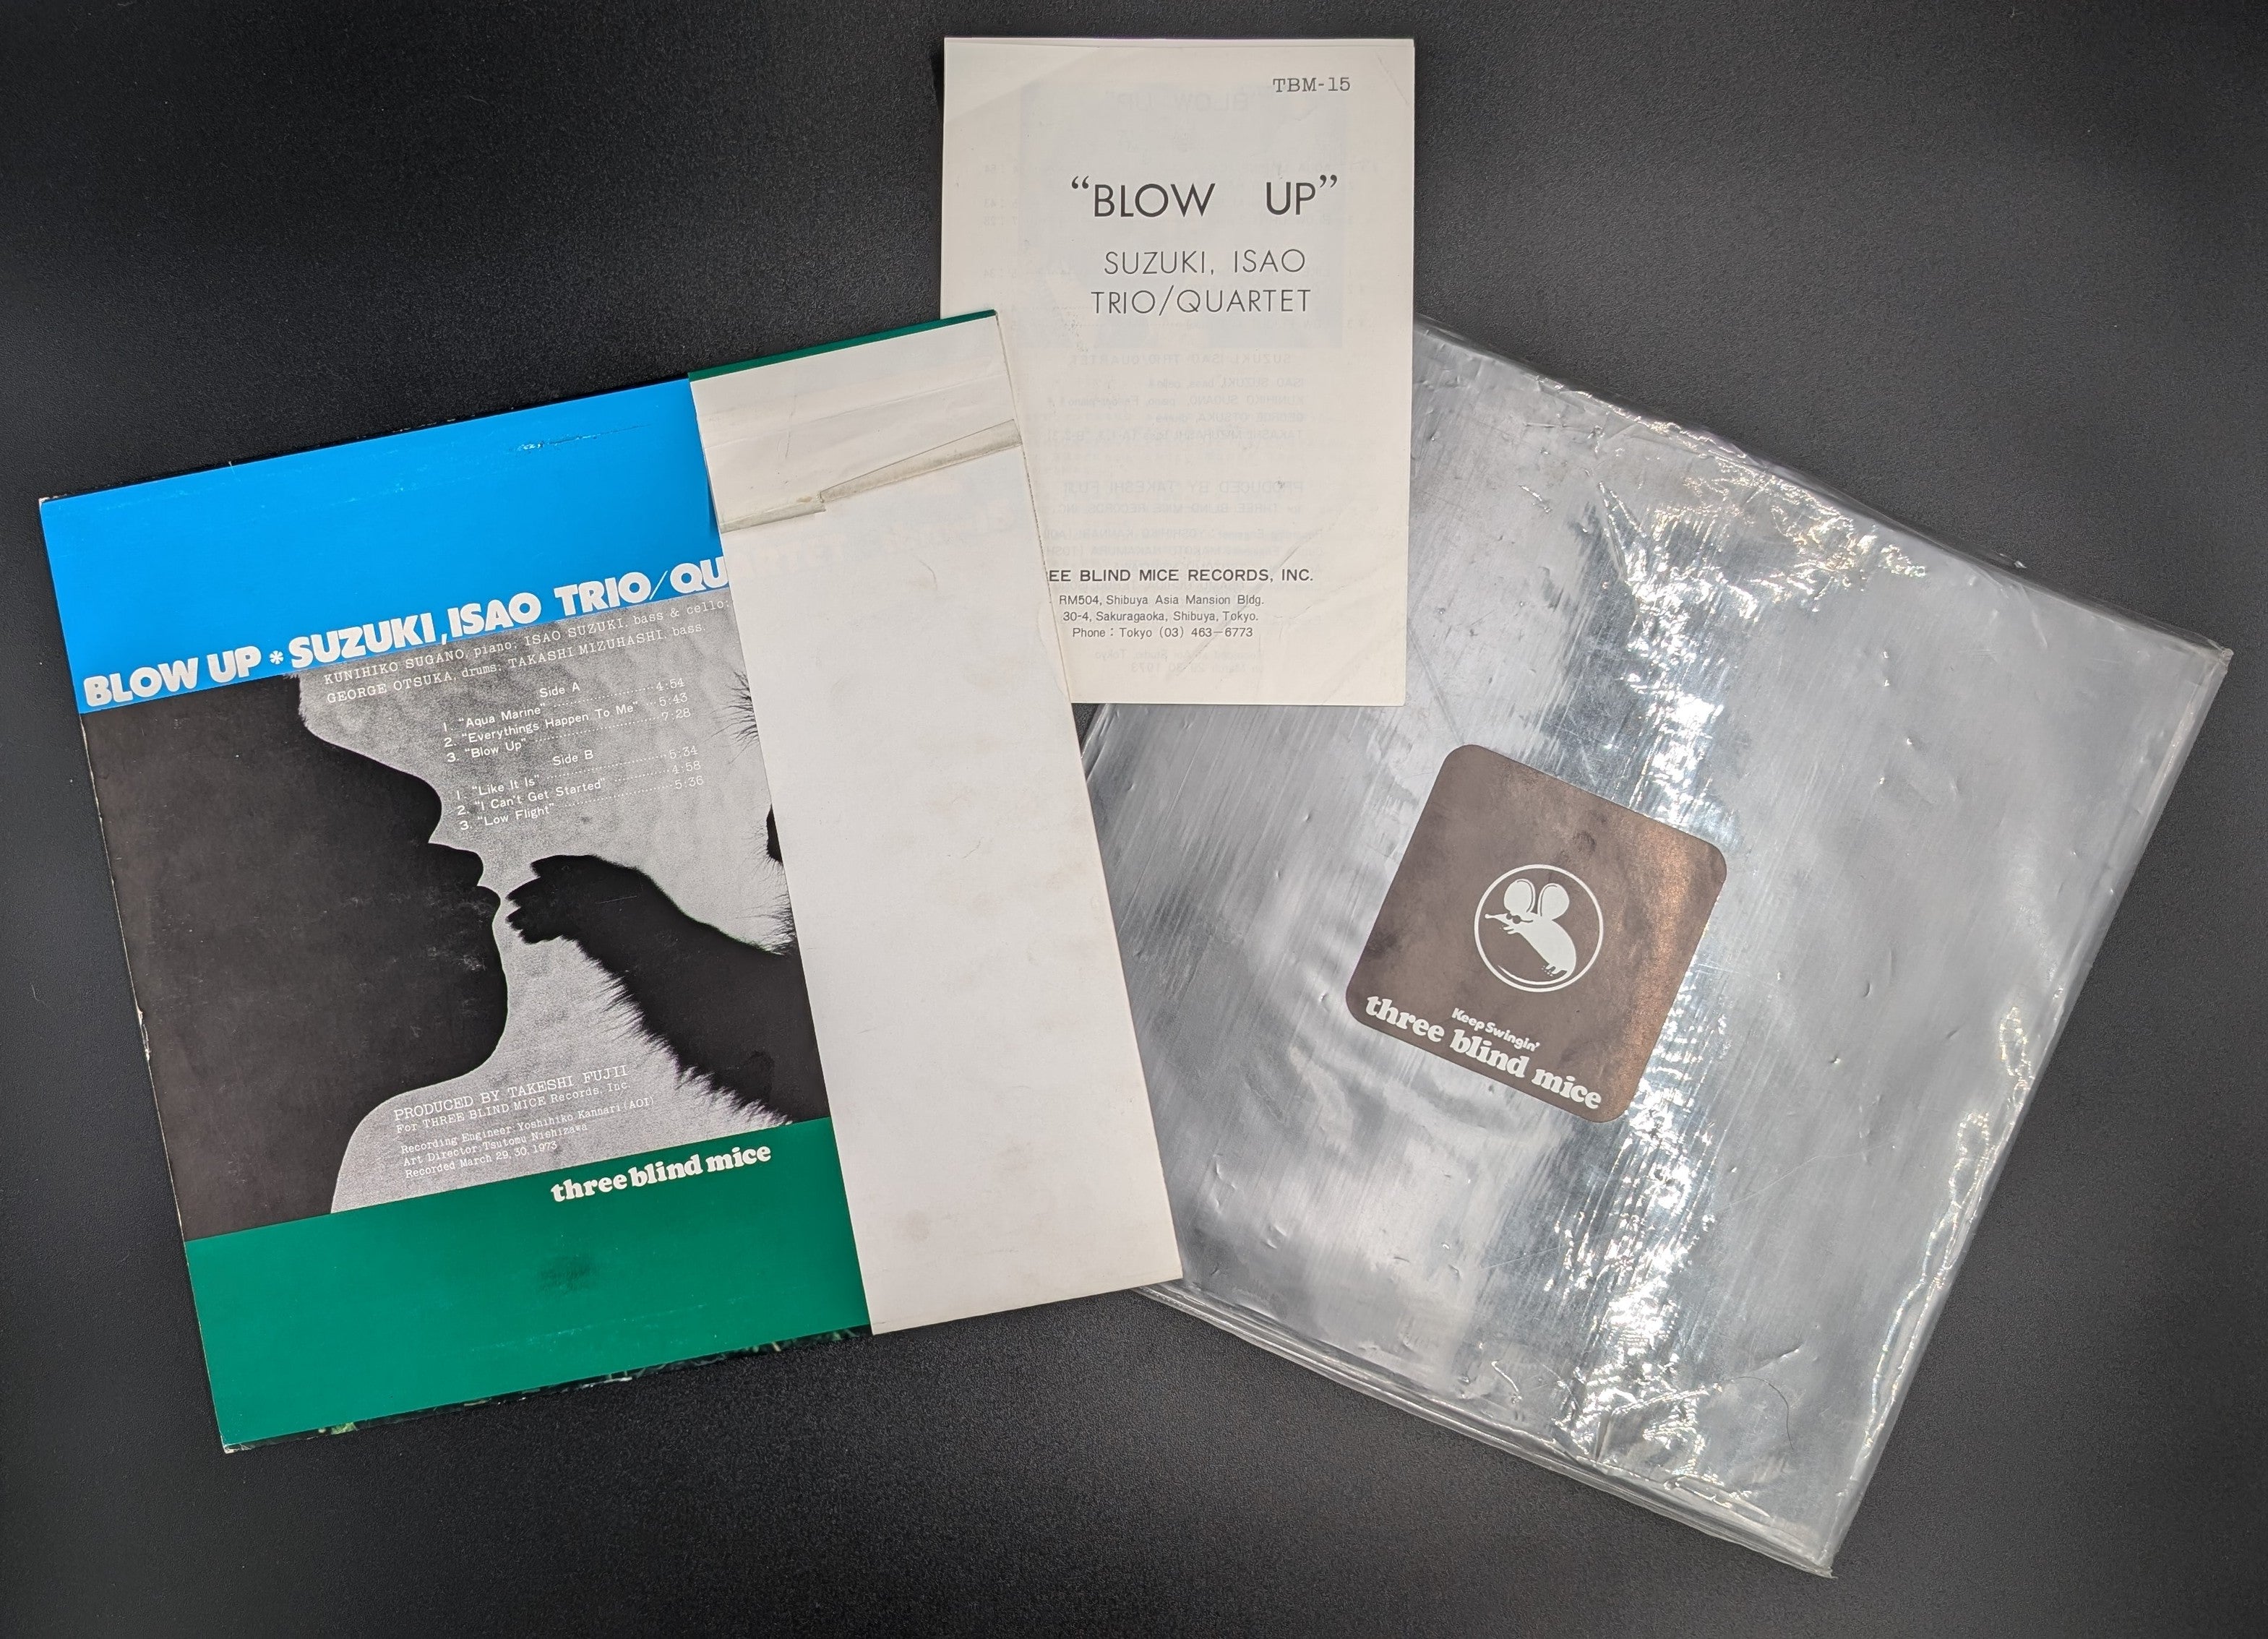 TBM-15
“BLOW UP”
SUZUKI, ISAO
TRIO/QUARTET
EE BLIND MICE RECORDS, INC.
RM504, Shibuya Asia Mansion Bldg.
30-4, Sakuragaoka, Shibuya, Tokyo.
Phone : Tokyo (03) 463-6773
BLOW UP * SUZUKI, ISAO TRIO/QU
KUNIHIKO SUGANO, piano; ISAO SUZUKI, bass & cello;
GEORGE OTSUKA, drums; TAKASHI MIZUHASHI, bass.
Side A
1. "Aqua Marine" 4:54
2. "Everythings Happen To Me" 5:43
3. "Blow Up" 7:28
Side B
1. "Like It Is" 5:34
2. "I Can't Get Started" 4:58
3. "Low Flight" 5:36
PRODUCED BY TAKESHI FUJII
For THREE BLIND MICE Records, Inc.
Recording Engineer Yoshihiko Kannari (AOI)
Art Director Tsutomu Nishizawa
Recorded March 29, 30, 1973
three blind mice
Keep Swingin'
three blind mice